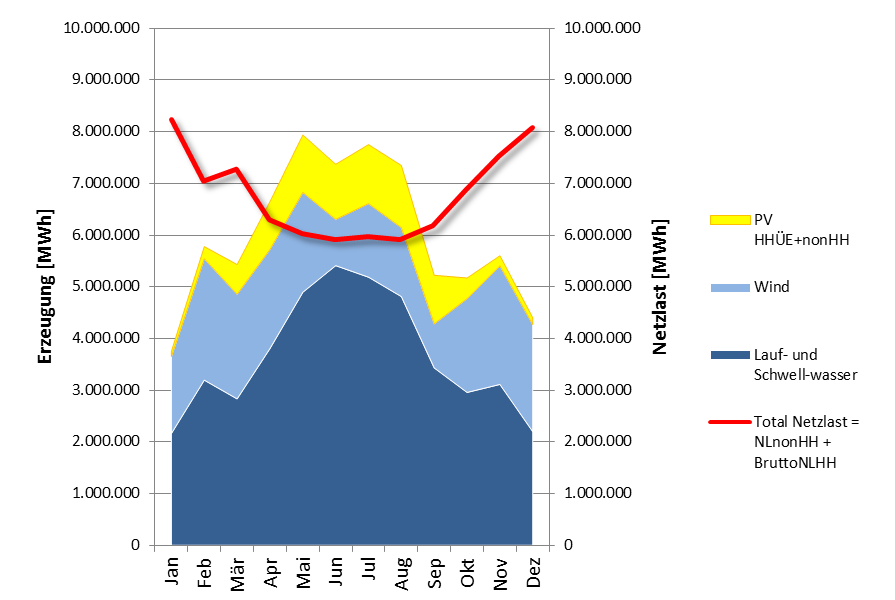 10.000.000
9.000.000
8.000.000
7.000.000
6.000.000
5.000.000
4.000.000
3.000.000
2.000.000
1.000.000
0
Erzeugung [MWh]
Jan
Feb
Mär
Apr
Mai
Jun
Jul
Aug
Sep
Okt
Nov
Dez
10.000.000
9.000.000
8.000.000
7.000.000
6.000.000
5.000.000
4.000.000
3.000.000
2.000.000
1.000.000
0
Netzlast [MWh]
PV
HHÜE+nonHH
Wind
Lauf- und
Schwell-wasser
Total Netzlast =
NLnonHH +
BruttoNLHH